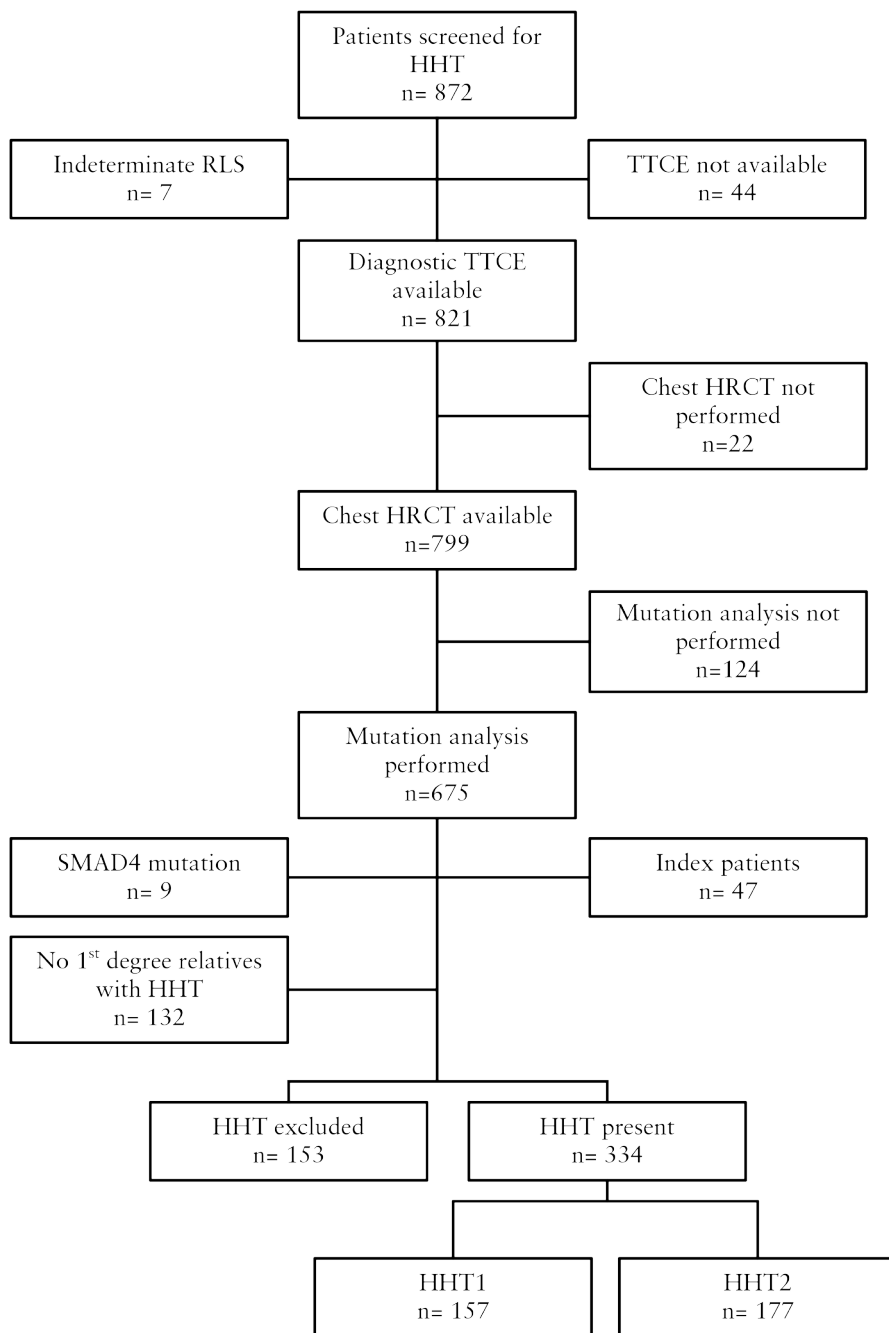 Patients screened for
HHT
n= 872
Indeterminate RLS
n= 7
TTCE not available
n= 44
Diagnostic TTCE
available
n= 821
Chest HRCT not
performed
n=22
Chest HRCT available
n=799
Mutation analysis not
performed
n=124
Mutation analysis
performed
n=675
SMAD4 mutation
n= 9
Index patients
n= 47
No 1st degree relatives
with HHT
n= 132
HHT excluded
n= 153
HHT present
n= 334
HHT1
n= 157
HHT2
n= 177